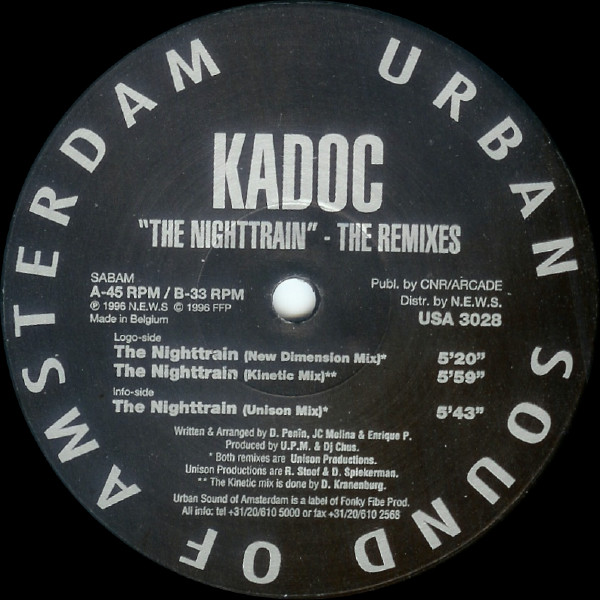 URBAN SOUND OF AMSTERDAM
KADOC
"THE NIGHTTRAIN" - THE REMIXES
SABAM
A-45 RPM / B-33 RPM
℗ 1996 N.E.W.S © 1996 FFP
Made in Belgium
Publ. by CNR/ARCADE
Distr. by N.E.W.S.
USA 3028
Logo-side
The Nighttrain (New Dimension Mix)* 5'20"
The Nighttrain (Kinetic Mix)** 5'59"
Info-side
The Nighttrain (Unison Mix)* 5'43"
Written & Arranged by D. Penin, JC Molina & Enrique P.
Produced by U.P.M. & Dj Chus.
* Both remixes are Unison Productions.
Unison Productions are R. Stoof & D. Spiekerman.
** The Kinetic mix is done by D. Kranenburg.
Urban Sound of Amsterdam is a label of Fonky Fibe Prod.
All info: tel +31/20/610 5000 or fax +31/20/610 2568